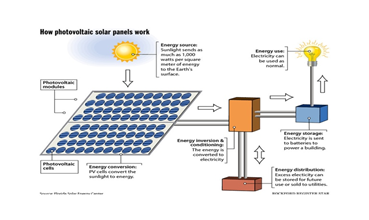 How photovoltaic solar panels work
Energy source:
Sunlight sends
as much as 1,000
watts per square
meter of energy
to the Earth's
surface.
Energy use:
Electricity can
be used as
normal.
Photovoltaic
modules
Photovoltaic
cells
Energy conversion:
PV cells convert the
sunlight to energy.
Energy inversion &
conditioning:
The energy is
converted to
electricity
Energy storage:
Electricity is sent
to batteries to
power a building.
Energy distribution:
Excess electricity can
be stored for future
use or sold to utilities.
Source: Florida Solar Energy Center
ROCKFORD REGISTER STAR